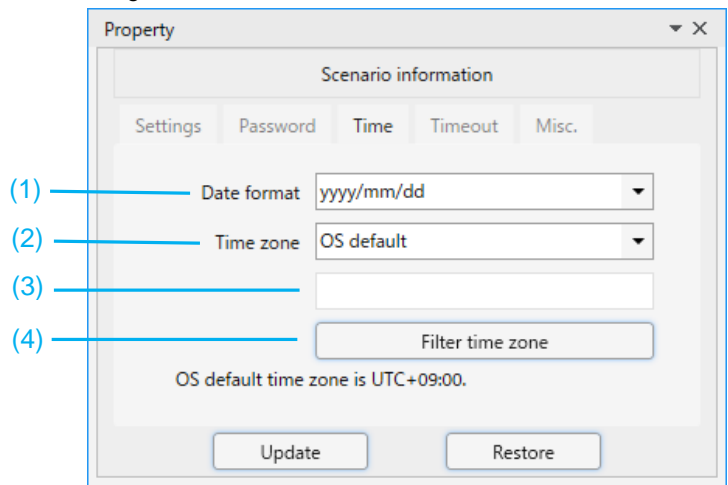 Property
Scenario information
Settings Password Time Timeout Misc.
(1) Date format yyyy/mm/dd
(2) Time zone OS default
(3)
(4) Filter time zone
OS default time zone is UTC+09:00.
Update Restore